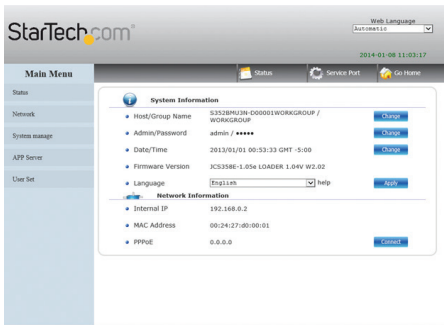 StarTech.com®
Web Language
Automatic
2014-01-08 11:03:17
Main Menu
Status
Service Port
Go Home
Status
Network
System manage
APP Server
User Set
System Information
Host/Group Name
S352BMU3N-D00001WORKGROUP /
WORKGROUP
Change
Admin/Password
admin / •••••
Change
Date/Time
2013/01/01 00:53:33 GMT -5:00
Change
Firmware Version
JCS358E-1.05e LOADER 1.04V W2.02
Language
English
help
Apply
Network Information
Internal IP
192.168.0.2
MAC Address
00:24:27:d0:00:01
PPPoE
0.0.0.0
Connect